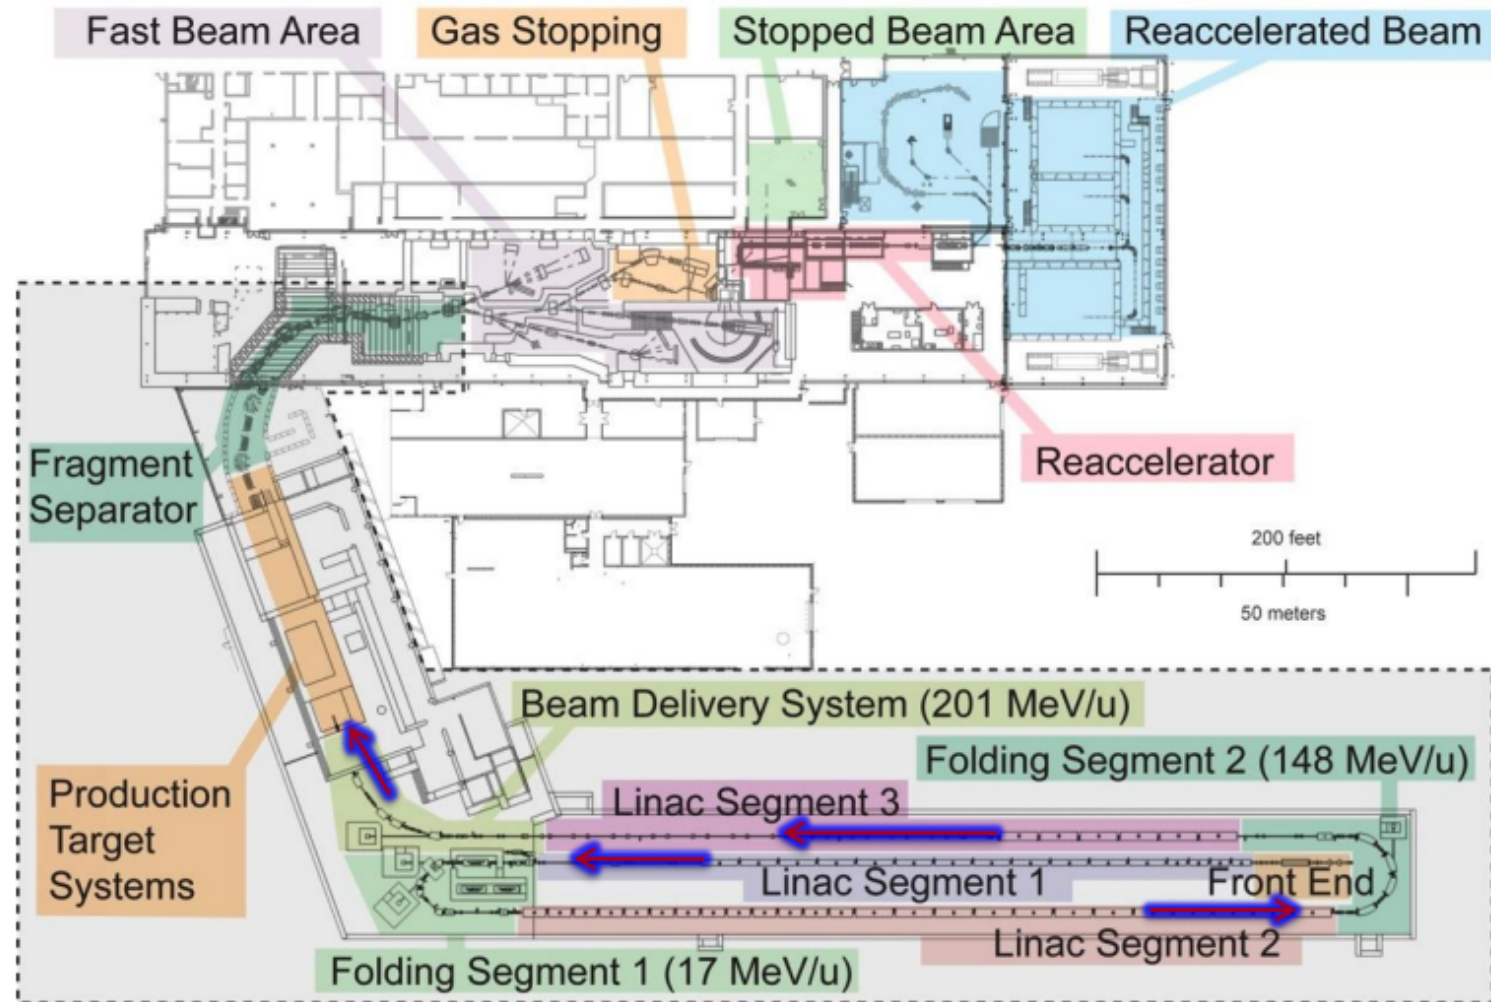 Fast Beam Area
Gas Stopping
Stopped Beam Area
Reaccelerated Beam
Fragment
Separator
Reaccelerator
200 feet
50 meters
Beam Delivery System (201 MeV/u)
Folding Segment 2 (148 MeV/u)
Production
Target
Systems
Linac Segment 3
Linac Segment 1
Front End
Linac Segment 2
Folding Segment 1 (17 MeV/u)